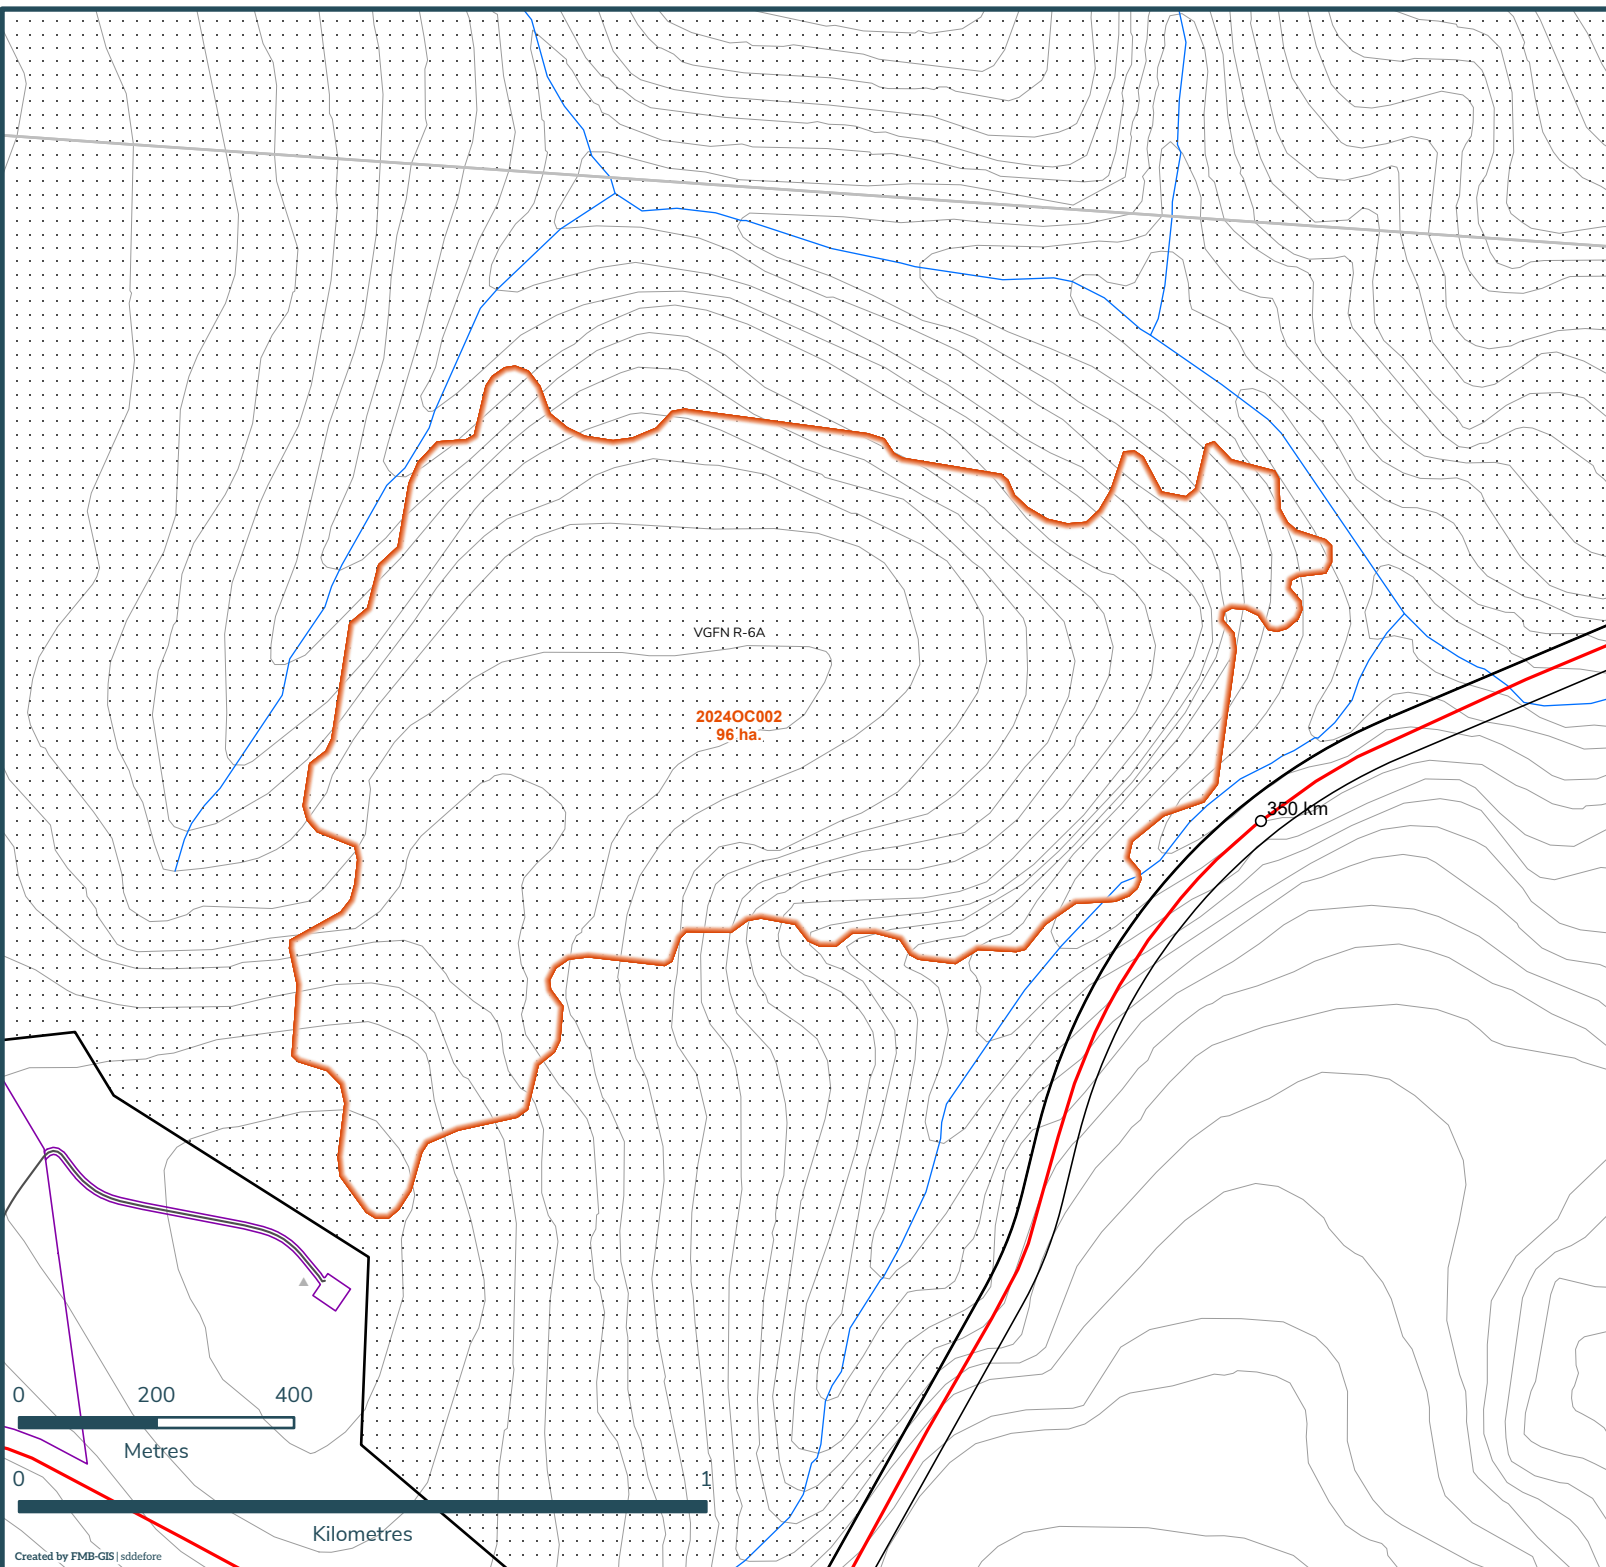 VGFN R-6A
2024OC002
96 ha.
350 km
0 200 400
Metres
0 1
Kilometres
Created by FMB-GIS | sddefore